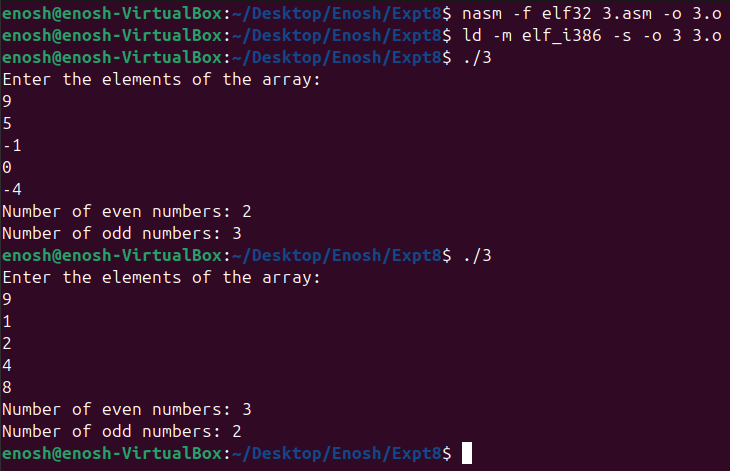 enosh@enosh-VirtualBox:~/Desktop/Enosh/Expt8$ nasm -f elf32 3.asm -o 3.o
enosh@enosh-VirtualBox:~/Desktop/Enosh/Expt8$ ld -m elf_i386 -s -o 3 3.o
enosh@enosh-VirtualBox:~/Desktop/Enosh/Expt8$ ./3
Enter the elements of the array:
9
5
-1
0
-4
Number of even numbers: 2
Number of odd numbers: 3
enosh@enosh-VirtualBox:~/Desktop/Enosh/Expt8$ ./3
Enter the elements of the array:
9
1
2
4
8
Number of even numbers: 3
Number of odd numbers: 2
enosh@enosh-VirtualBox:~/Desktop/Enosh/Expt8$